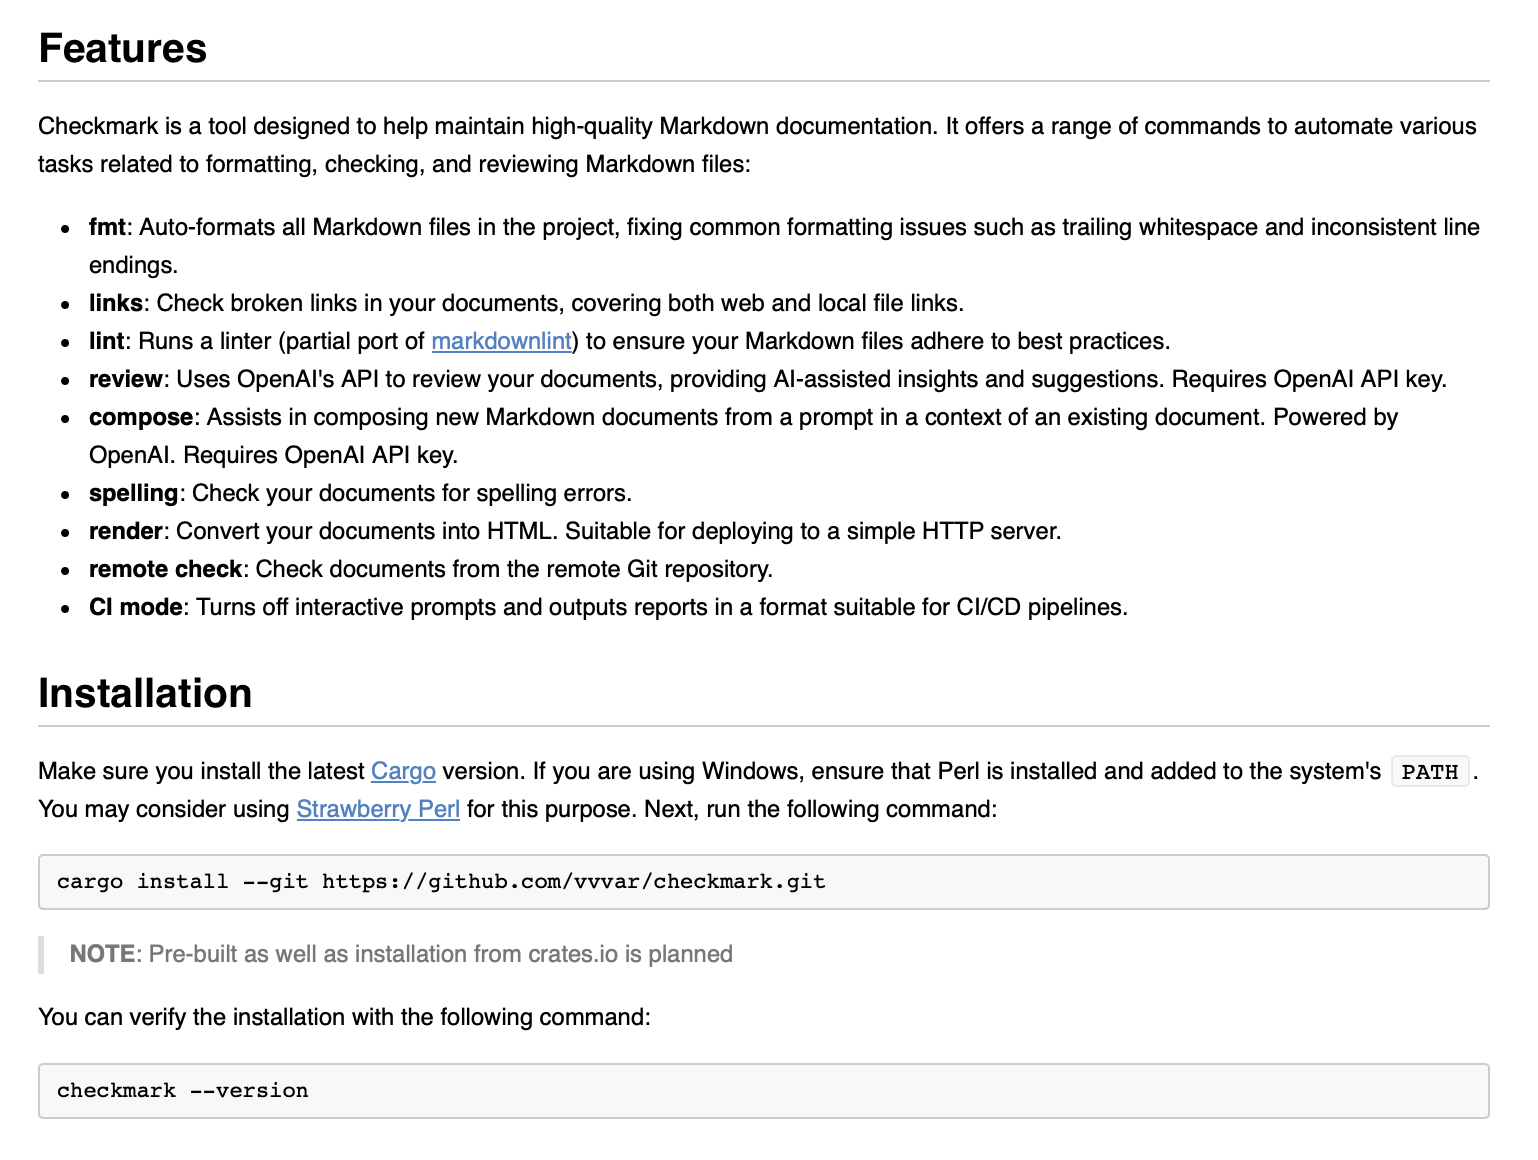 Features
Checkmark is a tool designed to help maintain high-quality Markdown documentation. It offers a range of commands to automate various
tasks related to formatting, checking, and reviewing Markdown files:
• fmt: Auto-formats all Markdown files in the project, fixing common formatting issues such as trailing whitespace and inconsistent line
endings.
• links: Check broken links in your documents, covering both web and local file links.
• lint: Runs a linter (partial port of markdownlint) to ensure your Markdown files adhere to best practices.
• review: Uses OpenAI's API to review your documents, providing AI-assisted insights and suggestions. Requires OpenAI API key.
• compose: Assists in composing new Markdown documents from a prompt in a context of an existing document. Powered by
OpenAI. Requires OpenAI API key.
• spelling: Check your documents for spelling errors.
• render: Convert your documents into HTML. Suitable for deploying to a simple HTTP server.
• remote check: Check documents from the remote Git repository.
• CI mode: Turns off interactive prompts and outputs reports in a format suitable for CI/CD pipelines.
Installation
Make sure you install the latest Cargo version. If you are using Windows, ensure that Perl is installed and added to the system's PATH .
You may consider using Strawberry Perl for this purpose. Next, run the following command:
cargo install --git https://github.com/vvvar/checkmark.git
NOTE: Pre-built as well as installation from crates.io is planned
You can verify the installation with the following command:
checkmark --version